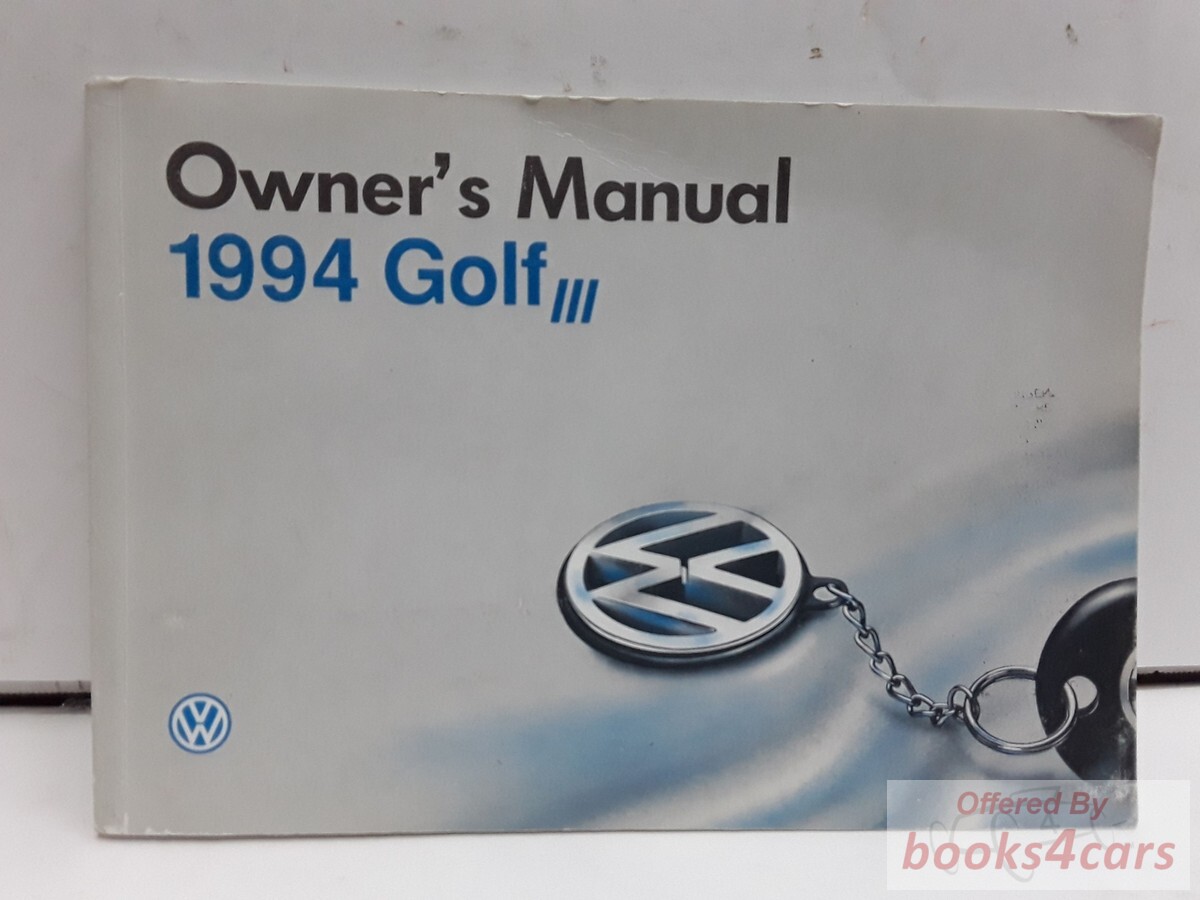 Owner's Manual
1994 Golf III
Offered By
books4cars